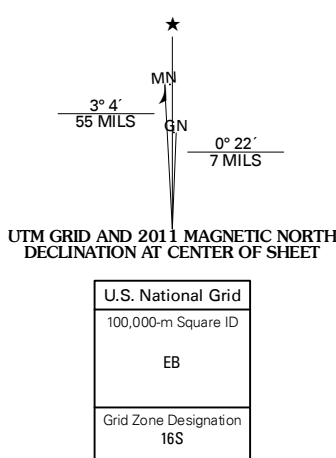 ★
MN
3° 4´
55 MILS
GN
0° 22´
7 MILS
UTM GRID AND 2011 MAGNETIC NORTH
DECLINATION AT CENTER OF SHEET
U.S. National Grid
100,000-m Square ID
EB
Grid Zone Designation
16S